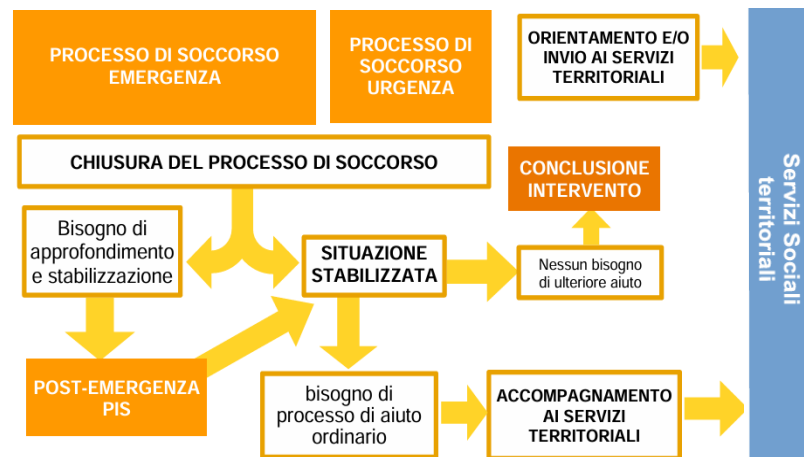 PROCESSO DI SOCCORSO
EMERGENZA
PROCESSO DI
SOCCORSO
URGENZA
ORIENTAMENTO E/O
INVIO AI SERVIZI
TERRITORIALI
CHIUSURA DEL PROCESSO DI SOCCORSO
CONCLUSIONE
INTERVENTO
Bisogno di
approfondimento
e stabilizzazione
SITUAZIONE
STABILIZZATA
Nessun bisogno
di ulteriore aiuto
POST-EMERGENZA
PIS
bisogno di
processo di aiuto
ordinario
ACCOMPAGNAMENTO
AI SERVIZI
TERRITORIALI
Servizi Sociali
territoriali